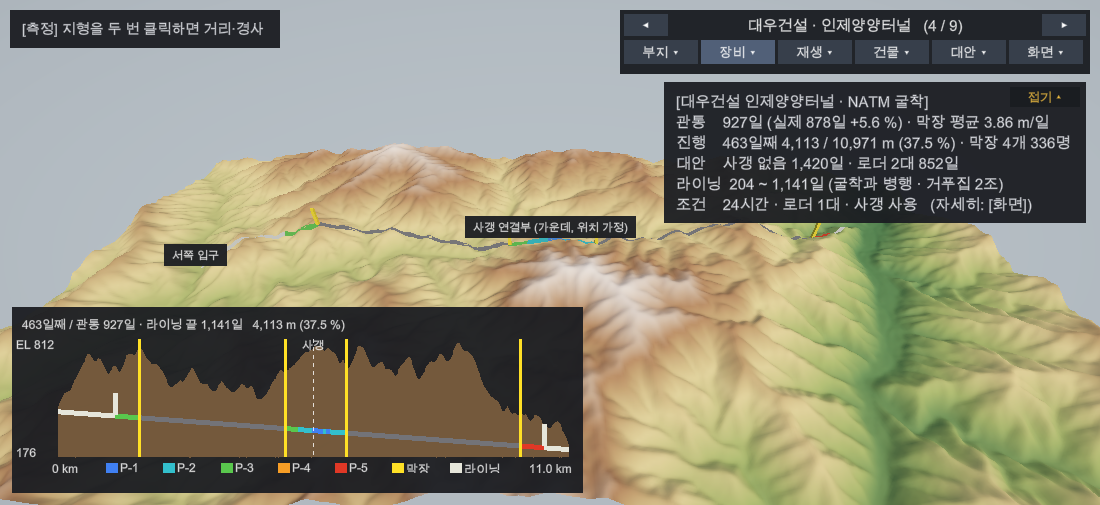 [측정] 지형을 두 번 클릭하면 거리·경사
◄ 대우건설 · 인제양양터널 (4 / 9) ►
부지 ▾ 장비 ▾ 재생 ▾ 건물 ▾ 대안 ▾ 화면 ▾
[대우건설 인제양양터널 · NATM 굴착] 접기 ▴
관통 927일 (실제 878일 +5.6 %) · 막장 평균 3.86 m/일
진행 463일째 4,113 / 10,971 m (37.5 %) · 막장 4개 336명
대안 사갱 없음 1,420일 · 로더 2대 852일
라이닝 204 ~ 1,141일 (굴착과 병행 · 거푸집 2조)
조건 24시간 · 로더 1대 · 사갱 사용 (자세히: [화면])
사갱 연결부 (가운데, 위치 가정)
서쪽 입구
463일째 / 관통 927일 · 라이닝 끝 1,141일 4,113 m (37.5 %)
EL 812
사갱
176
0 km P-1 P-2 P-3 P-4 P-5 막장 라이닝 11.0 km